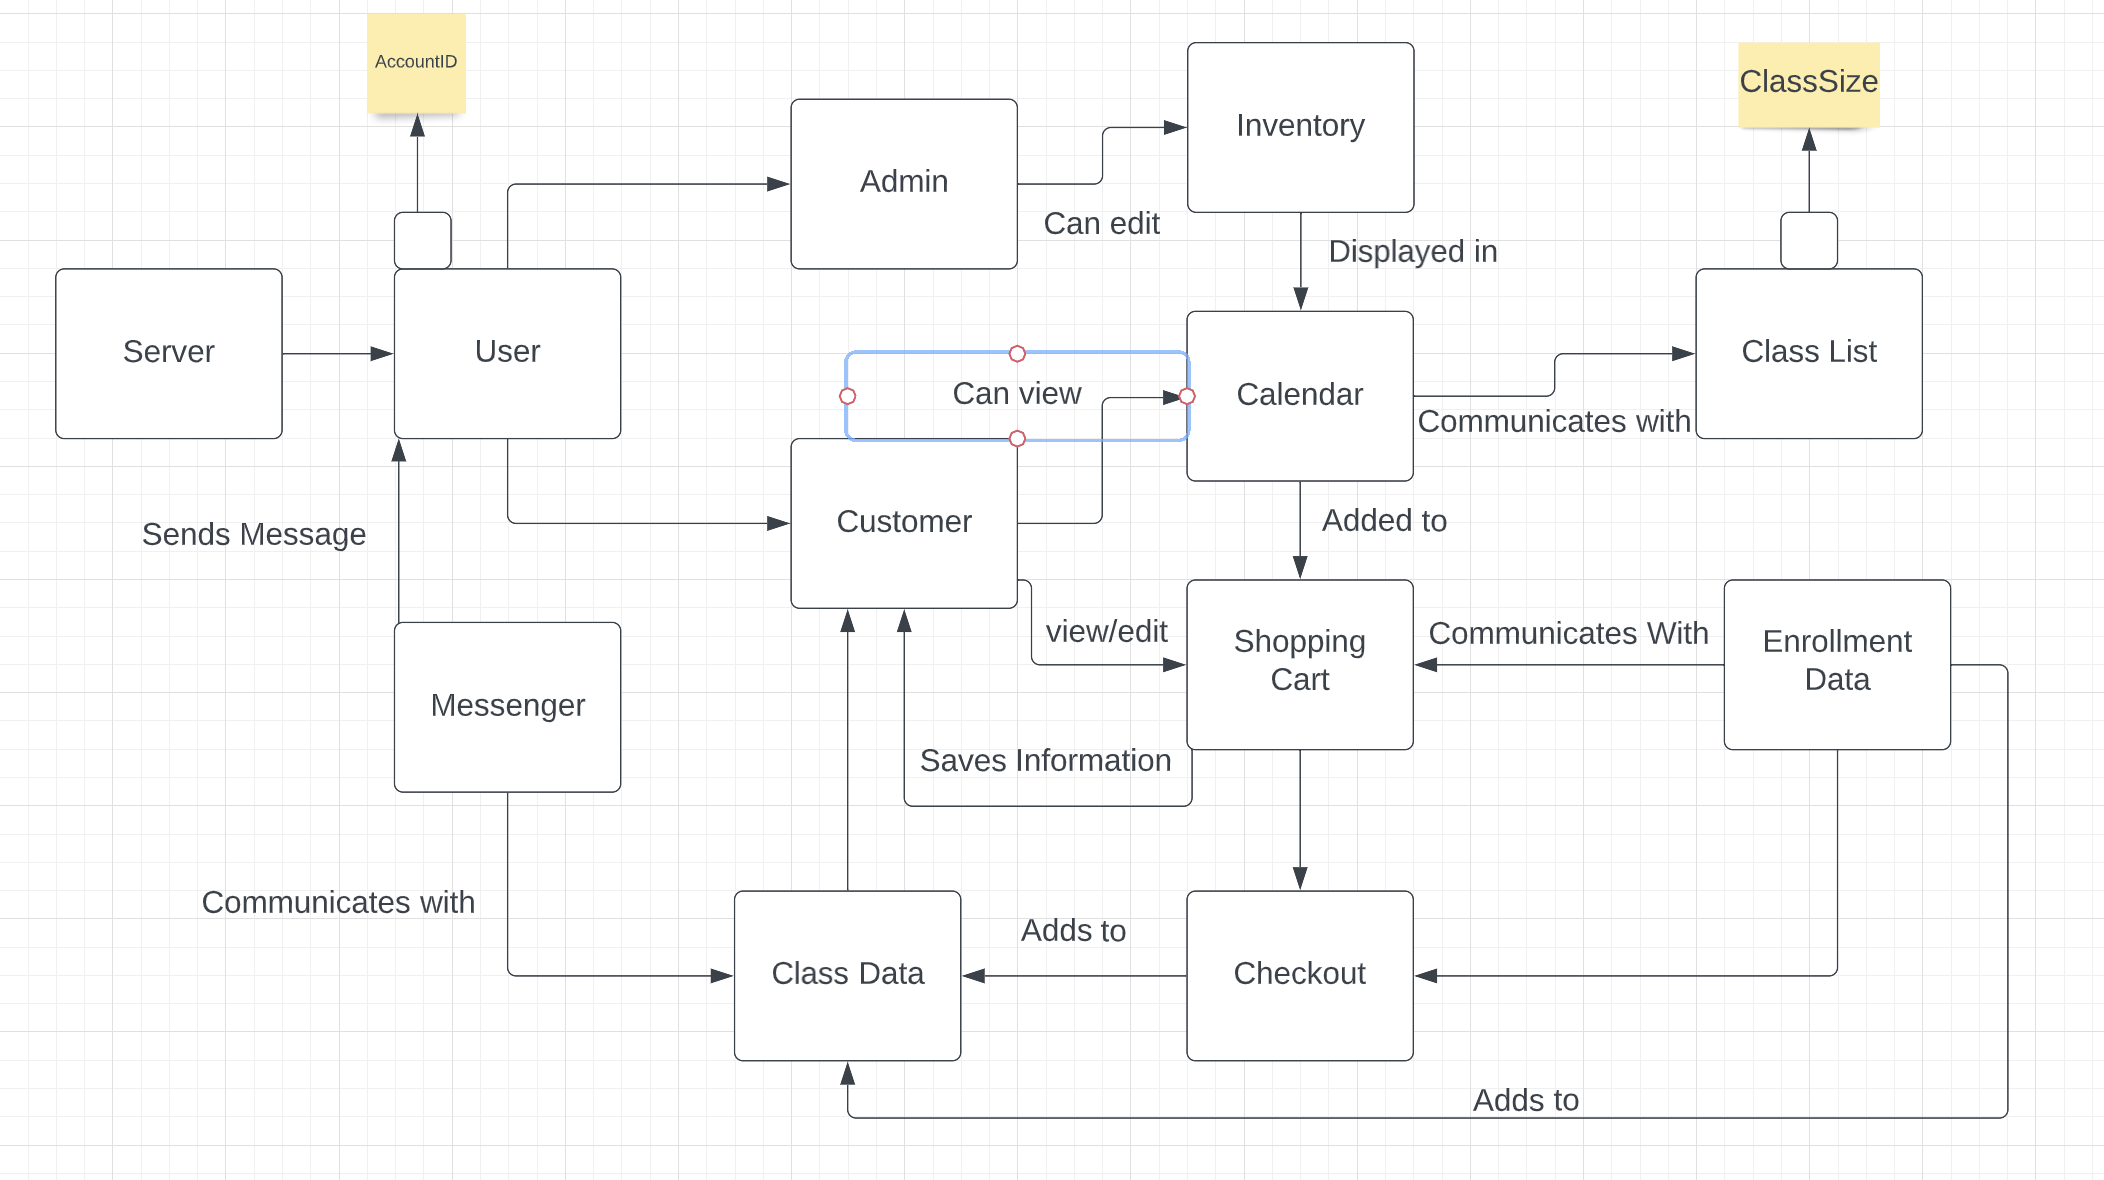 AccountID
ClassSize
Inventory
Admin
Can edit
Displayed in
Server
User
Class List
Can view
Calendar
Communicates with
Customer
Added to
Sends Message
view/edit
Shopping
Cart
Communicates With
Enrollment
Data
Messenger
Saves Information
Communicates with
Adds to
Class Data
Checkout
Adds to